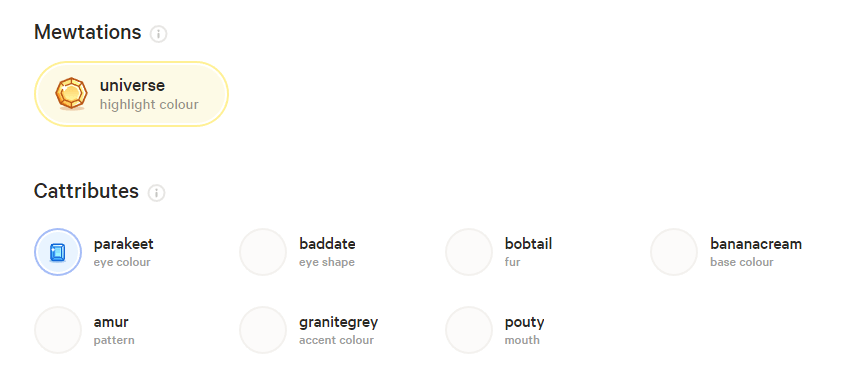 Mewtations
universe
highlight colour
Cattributes
parakeet
eye colour
baddate
eye shape
bobtail
fur
bananacream
base colour
amur
pattern
granitegrey
accent colour
pouty
mouth